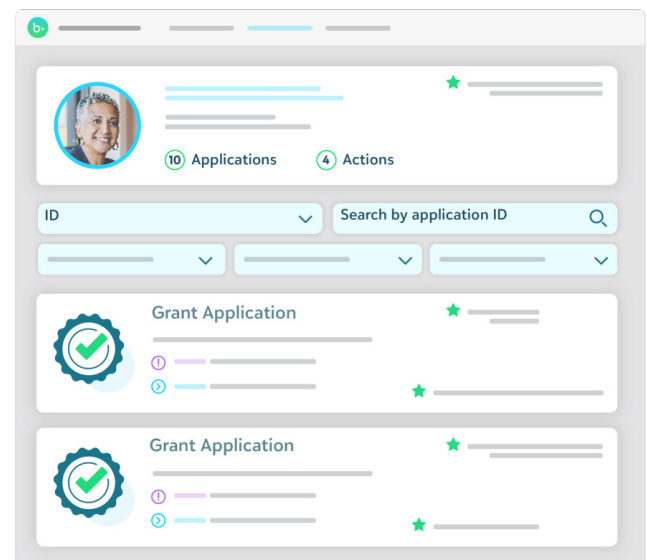 b
10 Applications 4 Actions
ID
Search by application ID
Grant Application
Grant Application